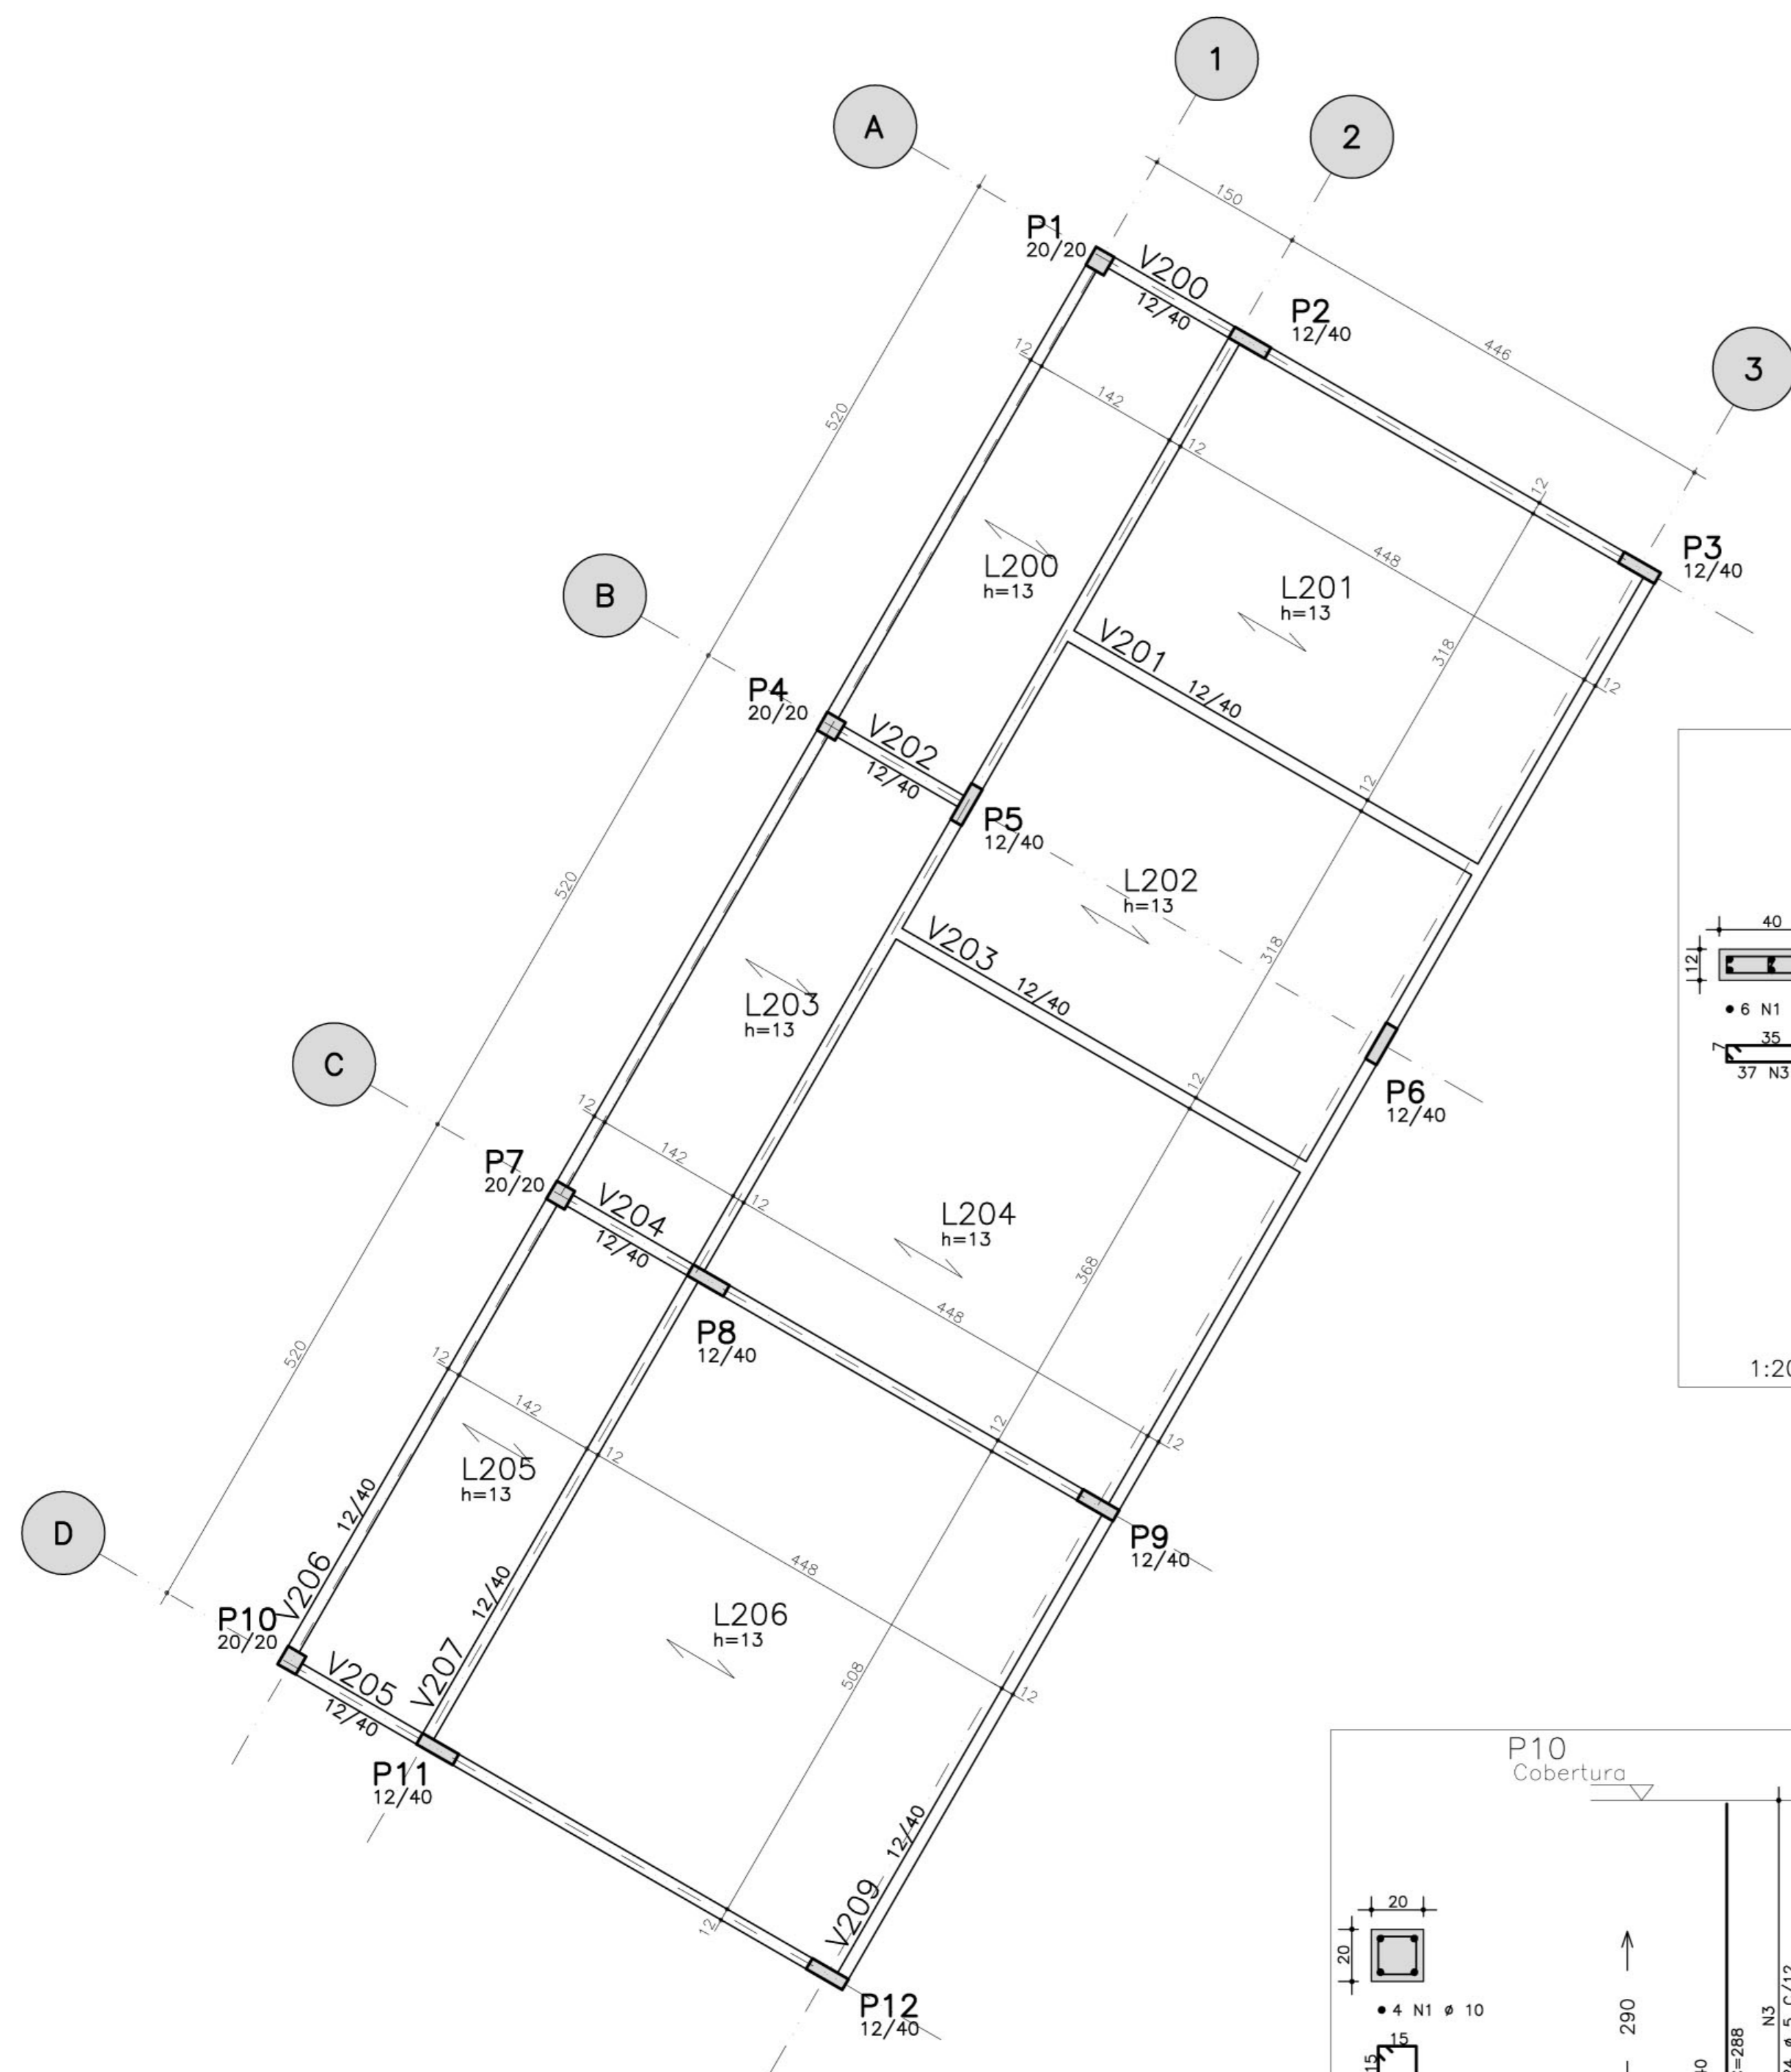 1
A
2
150
P1
20/20
V200
12/40
P2
12/40
446
3
12
142
12
520
12
P3
12/40
448
L200
h=13
L201
h=13
B
V201
12/40
318
12
P4
20/20
V202
12/40
12
P5
12/40
L202
h=13
520
V203
12/40
318
40
12
6 N1
35
7
37 N3
L203
h=13
C
12
P6
12/40
12
142
P7
20/20
V204
12/40
12
L204
h=13
368
448
520
P8
12/40
12
142
12
12
12
1:20
L205
h=13
12/40
D
V206
P9
12/40
448
12/40
L206
h=13
P10
20/20
V205
12/40
V207
508
12
P11
12/40
12/40
V209
12
P12
12/40
P10
Cobertura
20
20
4 N1 ø 10
15
15
290
N3
ø 5 C/12
=288
40